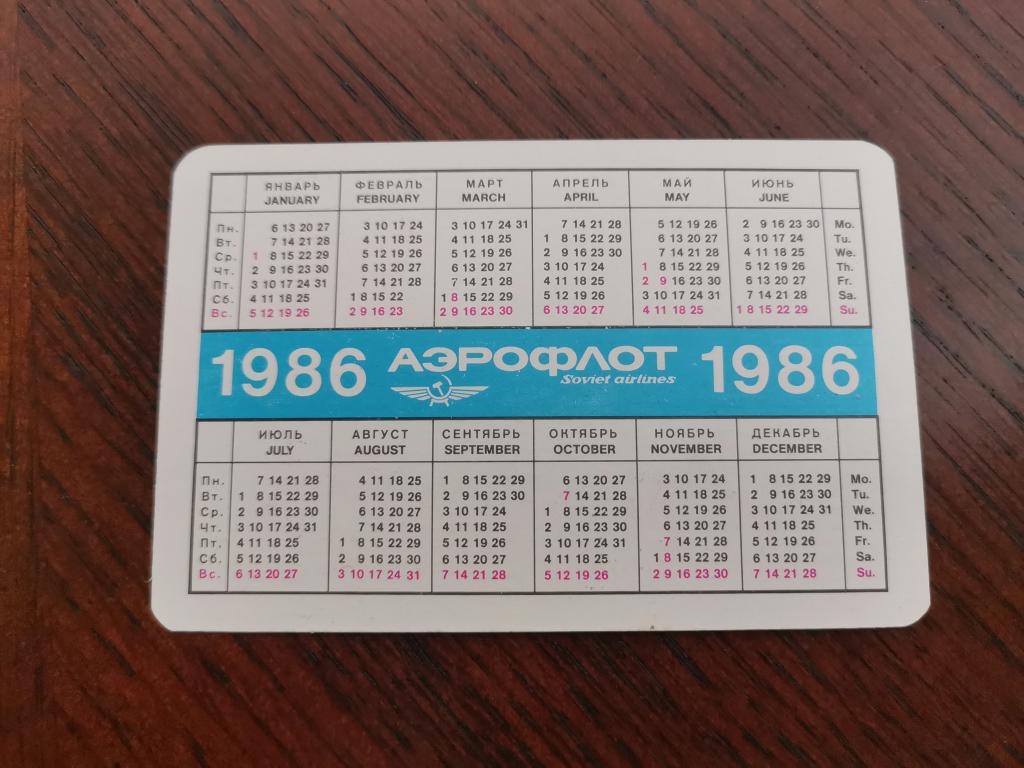 ЯНВАРЬ ФЕВРАЛЬ МАРТ АПРЕЛЬ МАЙ ИЮНЬ
JANUARY FEBRUARY MARCH APRIL MAY JUNE
Пн. 6 13 20 27 3 10 17 24 3 10 17 24 31 7 14 21 28 5 12 19 26 2 9 16 23 30 Mo.
Вт. 7 14 21 28 4 11 18 25 4 11 18 25 1 8 15 22 29 6 13 20 27 3 10 17 24 Tu.
Ср. 1 8 15 22 29 5 12 19 26 5 12 19 26 2 9 16 23 30 7 14 21 28 4 11 18 25 We.
Чт. 2 9 16 23 30 6 13 20 27 6 13 20 27 3 10 17 24 1 8 15 22 29 5 12 19 26 Th.
Пт. 3 10 17 24 31 7 14 21 28 7 14 21 28 4 11 18 25 2 9 16 23 30 6 13 20 27 Fr.
Сб. 4 11 18 25 1 8 15 22 1 8 15 22 29 5 12 19 26 3 10 17 24 31 7 14 21 28 Sa.
Вс. 5 12 19 26 2 9 16 23 2 9 16 23 30 6 13 20 27 4 11 18 25 1 8 15 22 29 Su.
1986 АЭРОФЛОТ 1986
Soviet airlines
ИЮЛЬ АВГУСТ СЕНТЯБРЬ ОКТЯБРЬ НОЯБРЬ ДЕКАБРЬ
JULY AUGUST SEPTEMBER OCTOBER NOVEMBER DECEMBER
Пн. 7 14 21 28 4 11 18 25 1 8 15 22 29 6 13 20 27 3 10 17 24 1 8 15 22 29 Mo.
Вт. 1 8 15 22 29 5 12 19 26 2 9 16 23 30 7 14 21 28 4 11 18 25 2 9 16 23 30 Tu.
Ср. 2 9 16 23 30 6 13 20 27 3 10 17 24 1 8 15 22 29 5 12 19 26 3 10 17 24 31 We.
Чт. 3 10 17 24 31 7 14 21 28 4 11 18 25 2 9 16 23 30 6 13 20 27 4 11 18 25 Th.
Пт. 4 11 18 25 1 8 15 22 29 5 12 19 26 3 10 17 24 31 7 14 21 28 5 12 19 26 Fr.
Сб. 5 12 19 26 2 9 16 23 30 6 13 20 27 4 11 18 25 1 8 15 22 29 6 13 20 27 Sa.
Вс. 6 13 20 27 3 10 17 24 31 7 14 21 28 5 12 19 26 2 9 16 23 30 7 14 21 28 Su.